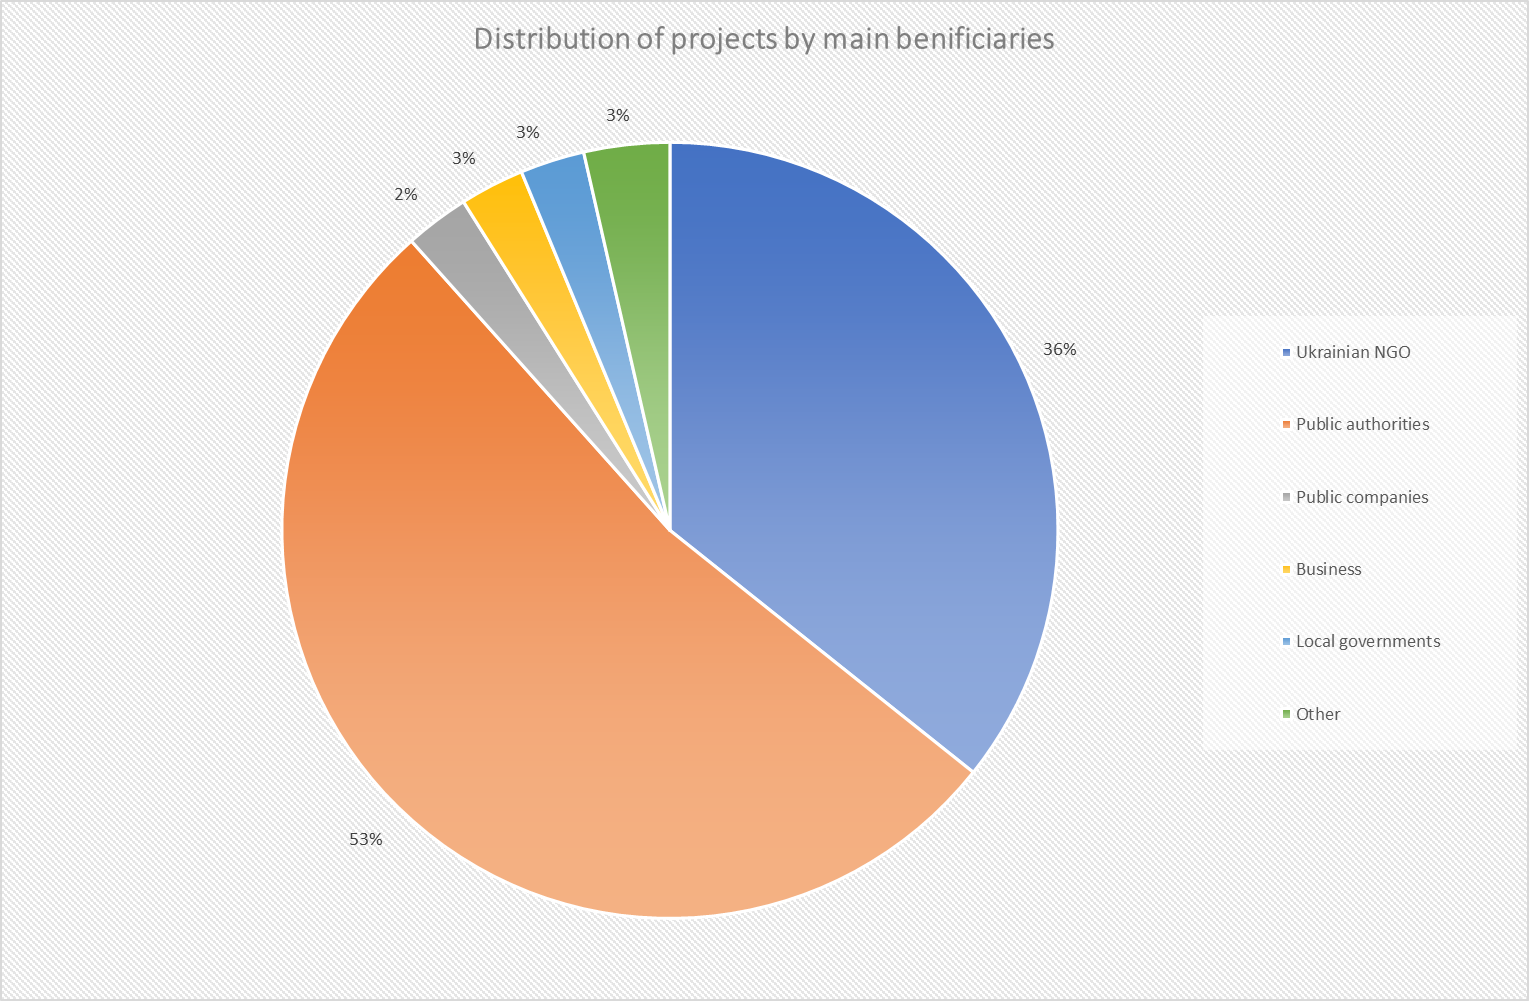 Distribution of projects by main benificiaries
3%
3%
3%
2%
36%
53%
Ukrainian NGO
Public authorities
Public companies
Business
Local governments
Other